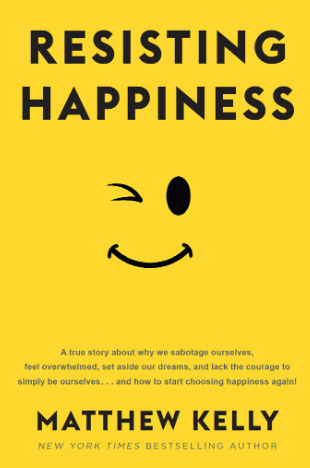 RESISTING
HAPPINESS
A true story about why we sabotage ourselves,
feel overwhelmed, set aside our dreams, and lack the courage to
simply be ourselves... and how to start choosing happiness again!
MATTHEW KELLY
NEW YORK TIMES BESTSELLING AUTHOR